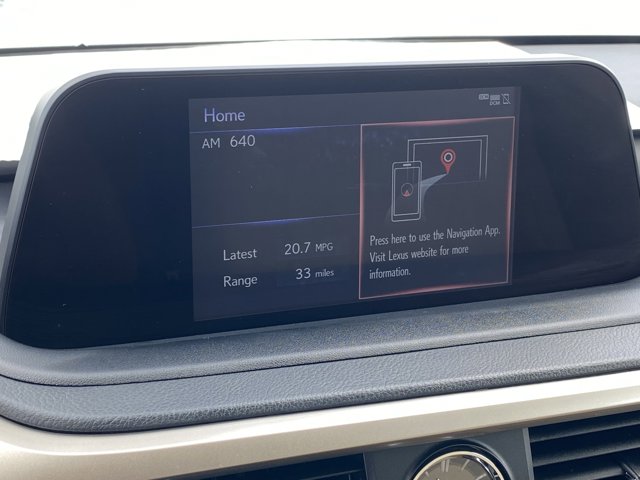 Home
DCM
AM 640
Latest 20.7 MPG
Range 33 miles
Press here to use the Navigation App.
Visit Lexus website for more
information.